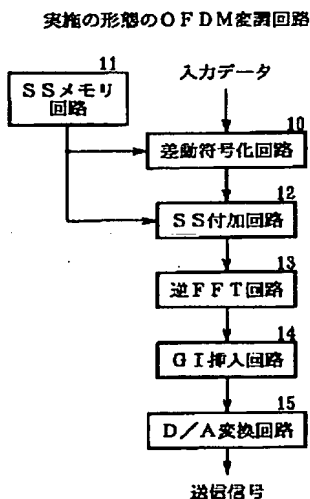 実施の形態のOFDM変調回路
11
SSメモリ
回路
入力データ
10
差動符号化回路
12
SS付加回路
13
逆FFT回路
14
GI挿入回路
15
D/A変換回路
送信信号